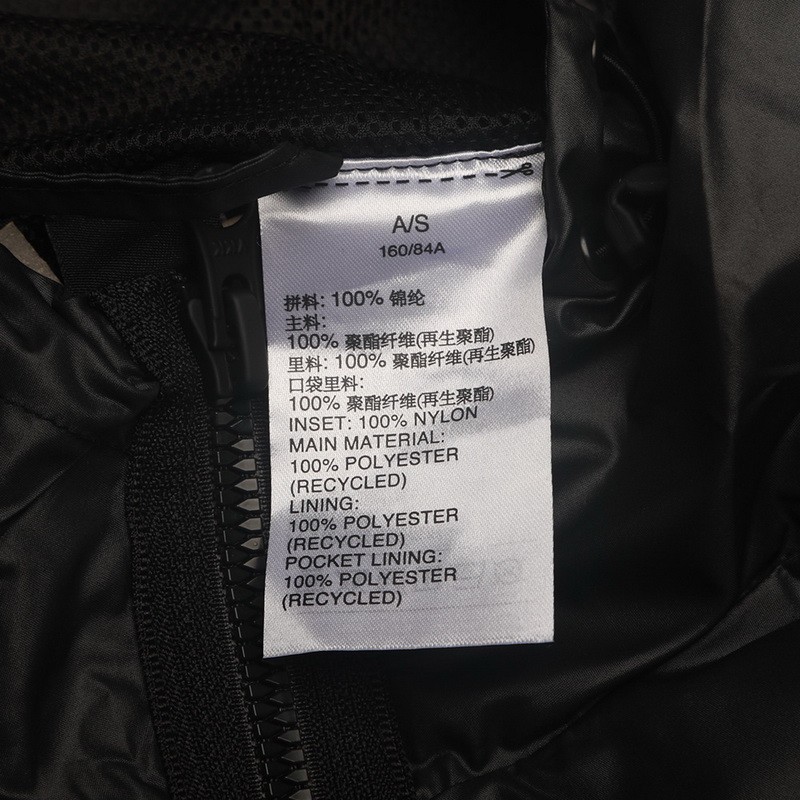 A/S
160/84A
拼料: 100% 锦纶
主料:
100% 聚酯纤维(再生聚酯)
里料: 100% 聚酯纤维(再生聚酯)
口袋里料:
100% 聚酯纤维(再生聚酯)
INSET: 100% NYLON
MAIN MATERIAL:
100% POLYESTER
(RECYCLED)
LINING:
100% POLYESTER
(RECYCLED)
POCKET LINING:
100% POLYESTER
(RECYCLED)